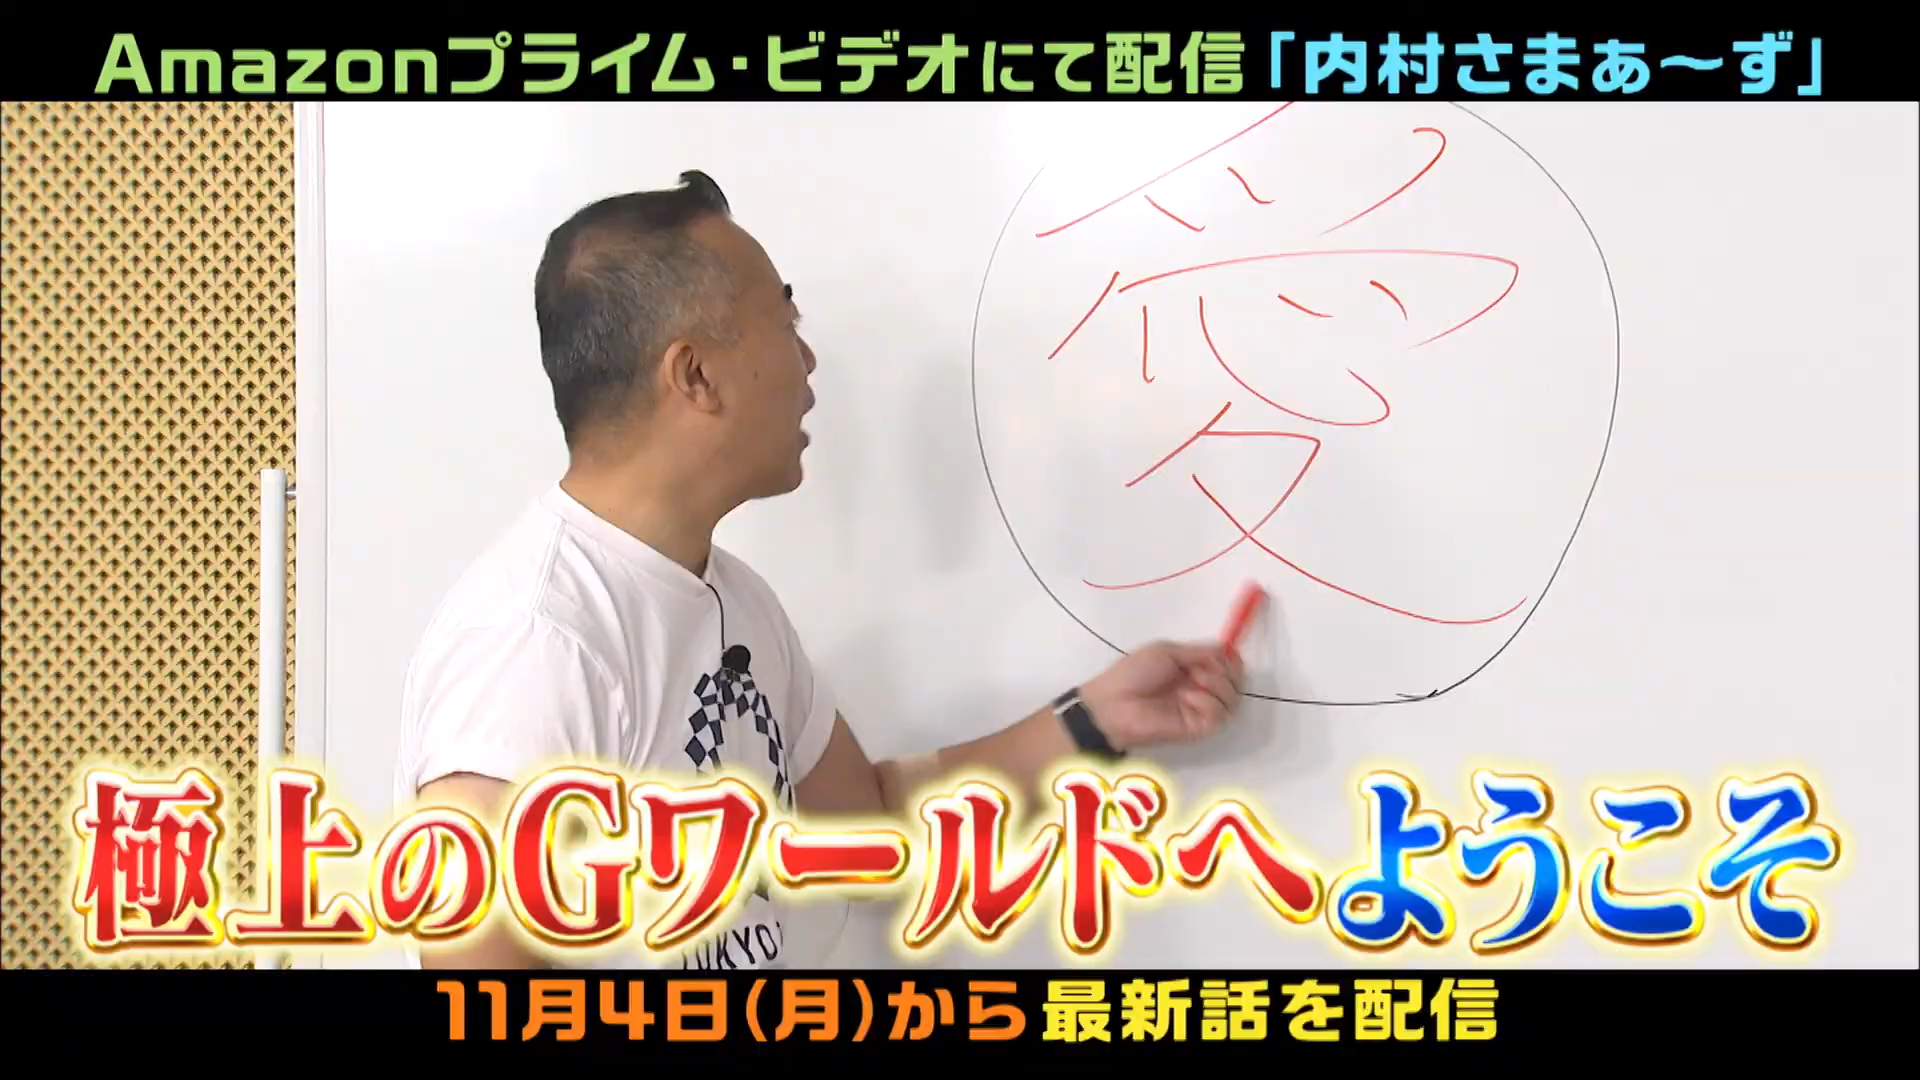 Amazonプライム・ビデオにて配信「内村さまぁ～ず」
愛
極上のGワールドへようこそ
TOKYO
11月4日(月)から最新話を配信